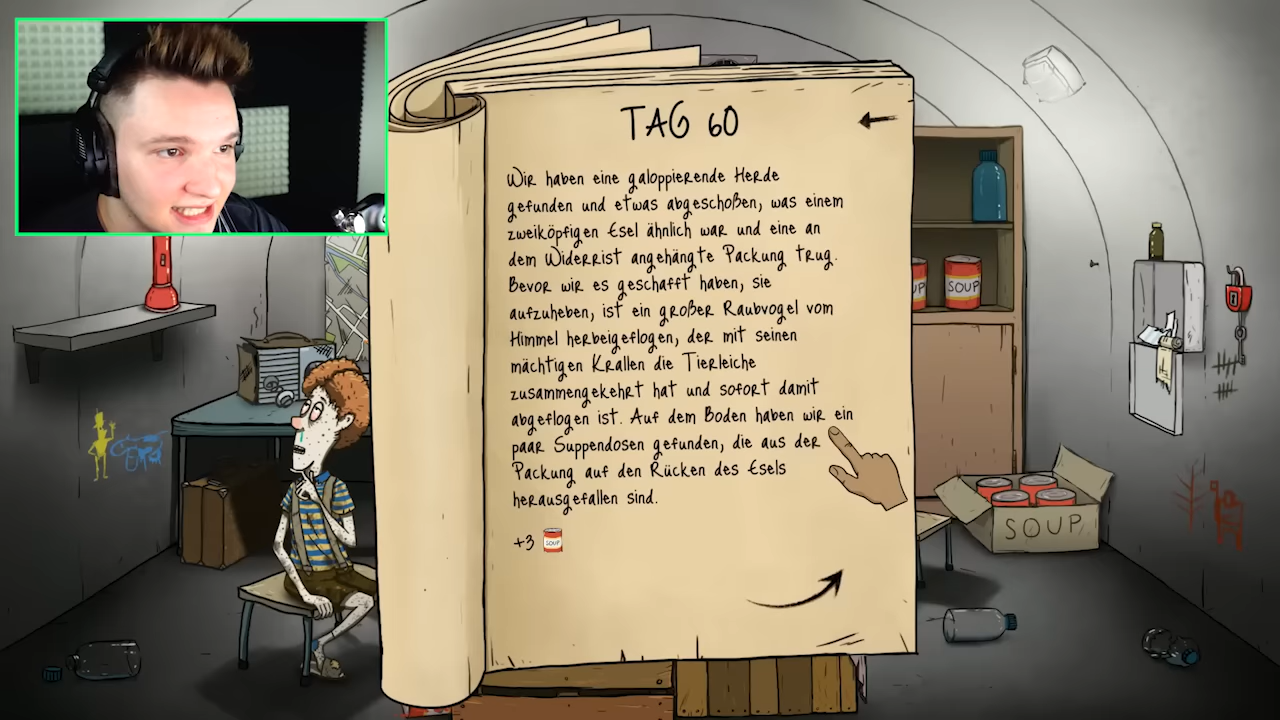 TAG 60
Wir haben eine galoppierende Herde
gefunden und etwas abgeschoßen, was einem
zweiköpfigen Esel ähnlich war und eine an
dem Widerrist angehängte Packung trug.
Bevor wir es geschafft haben, sie
aufzuheben, ist ein großer Raubvogel vom
Himmel herbeigeflogen, der mit seinen
mächtigen Krallen die Tierleiche
zusammengekehrt hat und sofort damit
abgeflogen ist. Auf dem Boden haben wir ein
paar Suppendosen gefunden, die aus der
Packung auf den Rücken des Esels
herausgefallen sind.
+3 SOUP
UP
SOUP
SOUP